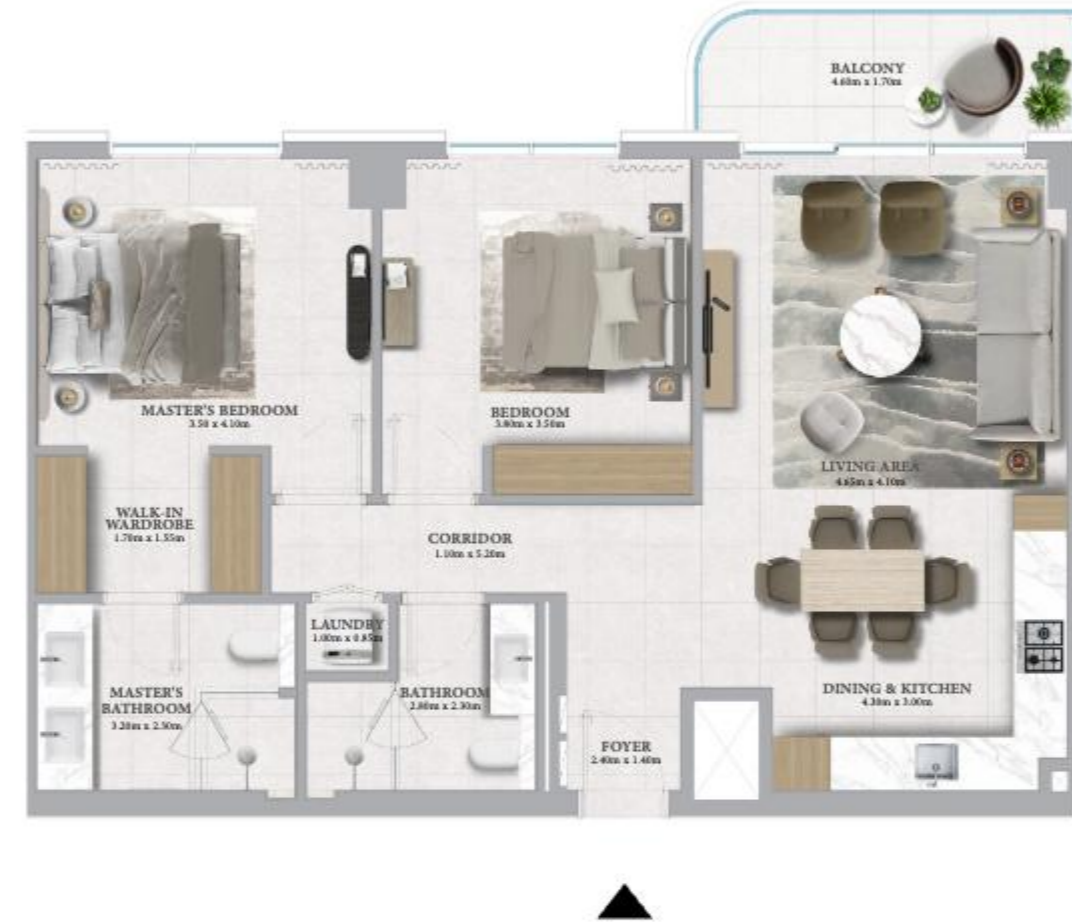 BALCONY
4.60m x 1.70m
MASTER'S BEDROOM
3.50 x 4.10m
BEDROOM
3.80m x 3.50m
LIVING AREA
4.65m x 4.10m
WALK-IN
WARDROBE
1.70m x 1.55m
CORRIDOR
1.10m x 5.20m
LAUNDRY
1.00m x 0.85m
MASTER'S
BATHROOM
3.20m x 2.30m
BATHROOM
2.80m x 2.30m
DINING & KITCHEN
4.30m x 3.00m
FOYER
2.40m x 1.40m